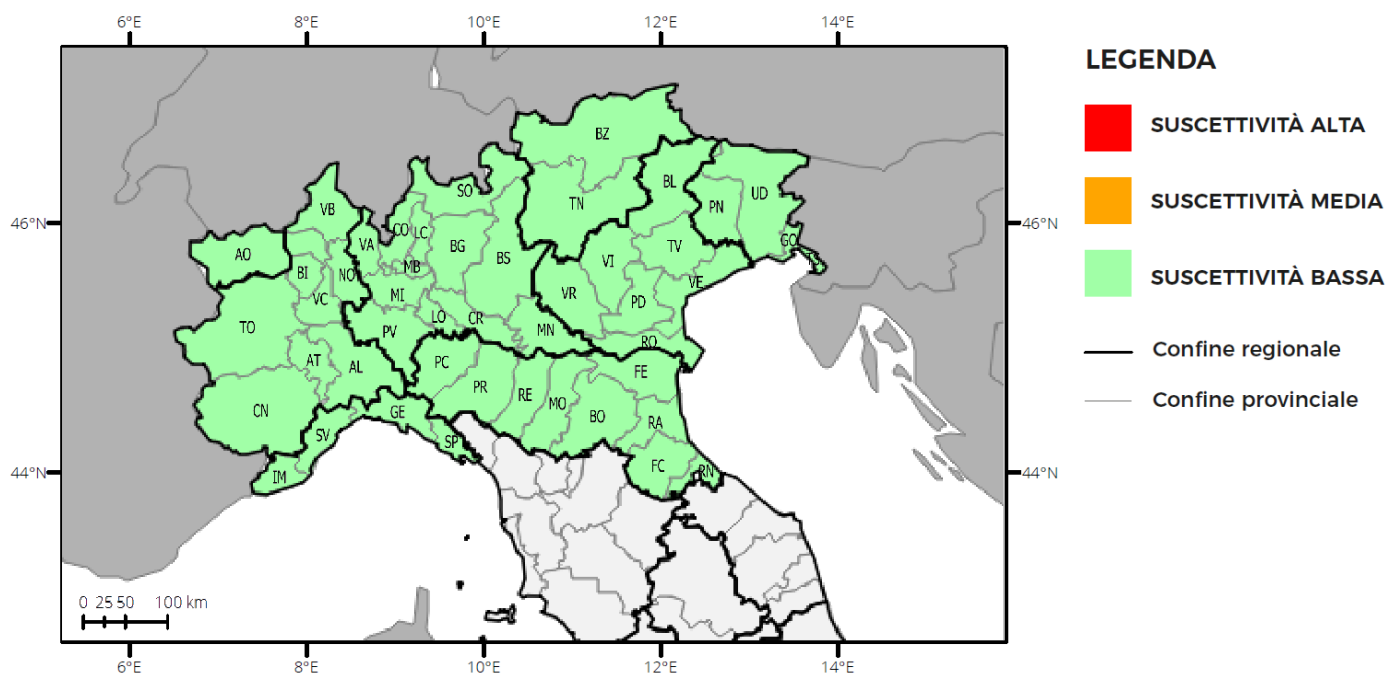 6°E 8°E 10°E 12°E 14°E
LEGENDA
SUSCETTIVITÀ ALTA
SUSCETTIVITÀ MEDIA
SUSCETTIVITÀ BASSA
Confine regionale
Confine provinciale
BZ
SO
BL
UD
VB
TN
PN
46°N
46°N
CO
LC
VA
BG
TV
GO
AO
BS
VI
MB
BI
NO
VE
VR
MI
VC
PD
LO
CR
MN
TO
PV
RO
AT
AL
PC
FE
PR
RE
MO
CN
GE
BO
RA
SV
SP
FC
RN
44°N
44°N
IM
0 25 50 100 km
6°E 8°E 10°E 12°E 14°E